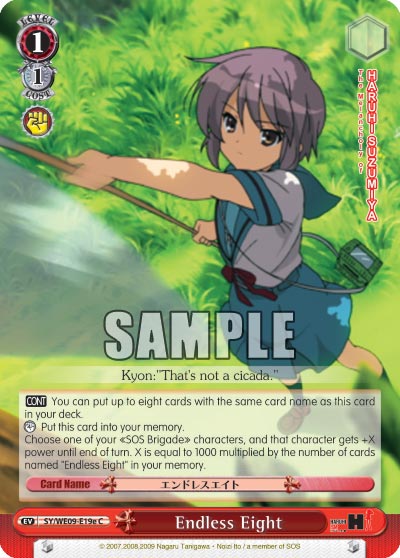 LEVEL
1
1
COST
The Melancholy of
HARUHI SUZUMIYA
SAMPLE
Kyon:"That's not a cicada."
CONT You can put up to eight cards with the same card name as this card
in your deck.
Put this card into your memory.
Choose one of your «SOS Brigade» characters, and that character gets +X
power until end of turn. X is equal to 1000 multiplied by the number of cards
named "Endless Eight" in your memory.
Card Name エンドレスエイト
EV SY/WE09-E19e C Endless Eight
© 2007,2008,2009 Nagaru Tanigawa • Noizi Ito / a member of SOS